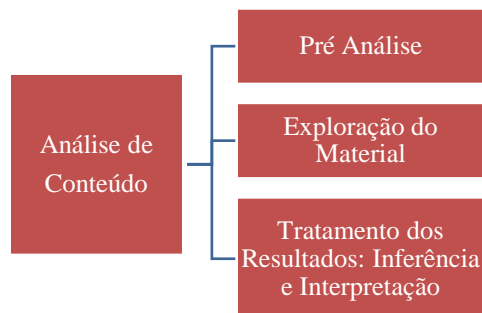 Análise de
Conteúdo
Pré Análise
Exploração do
Material
Tratamento dos
Resultados: Inferência
e Interpretação